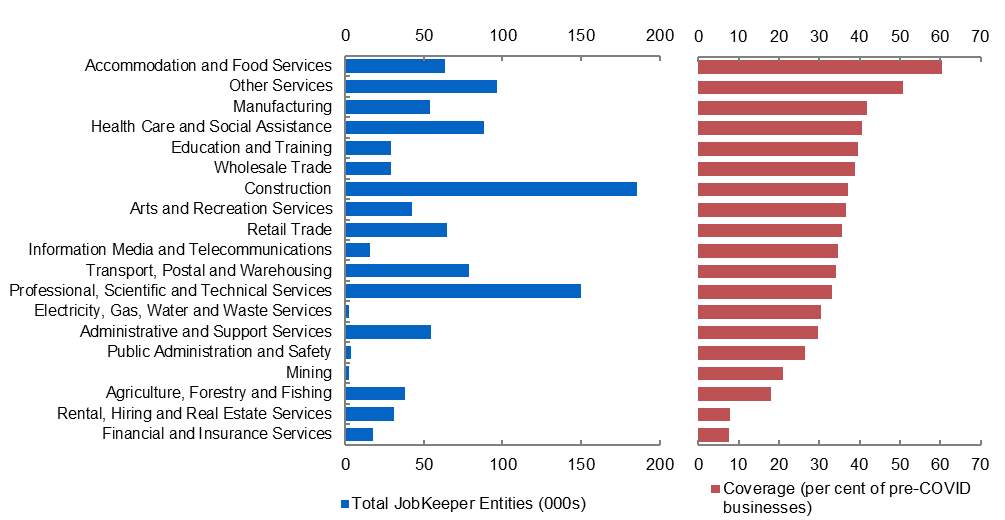 0 50 100 150 200
0 10 20 30 40 50 60 70
Accommodation and Food Services
Other Services
Manufacturing
Health Care and Social Assistance
Education and Training
Wholesale Trade
Construction
Arts and Recreation Services
Retail Trade
Information Media and Telecommunications
Transport, Postal and Warehousing
Professional, Scientific and Technical Services
Electricity, Gas, Water and Waste Services
Administrative and Support Services
Public Administration and Safety
Mining
Agriculture, Forestry and Fishing
Rental, Hiring and Real Estate Services
Financial and Insurance Services
0 50 100 150 200
0 10 20 30 40 50 60 70
Total JobKeeper Entities (000s)
Coverage (per cent of pre-COVID
businesses)